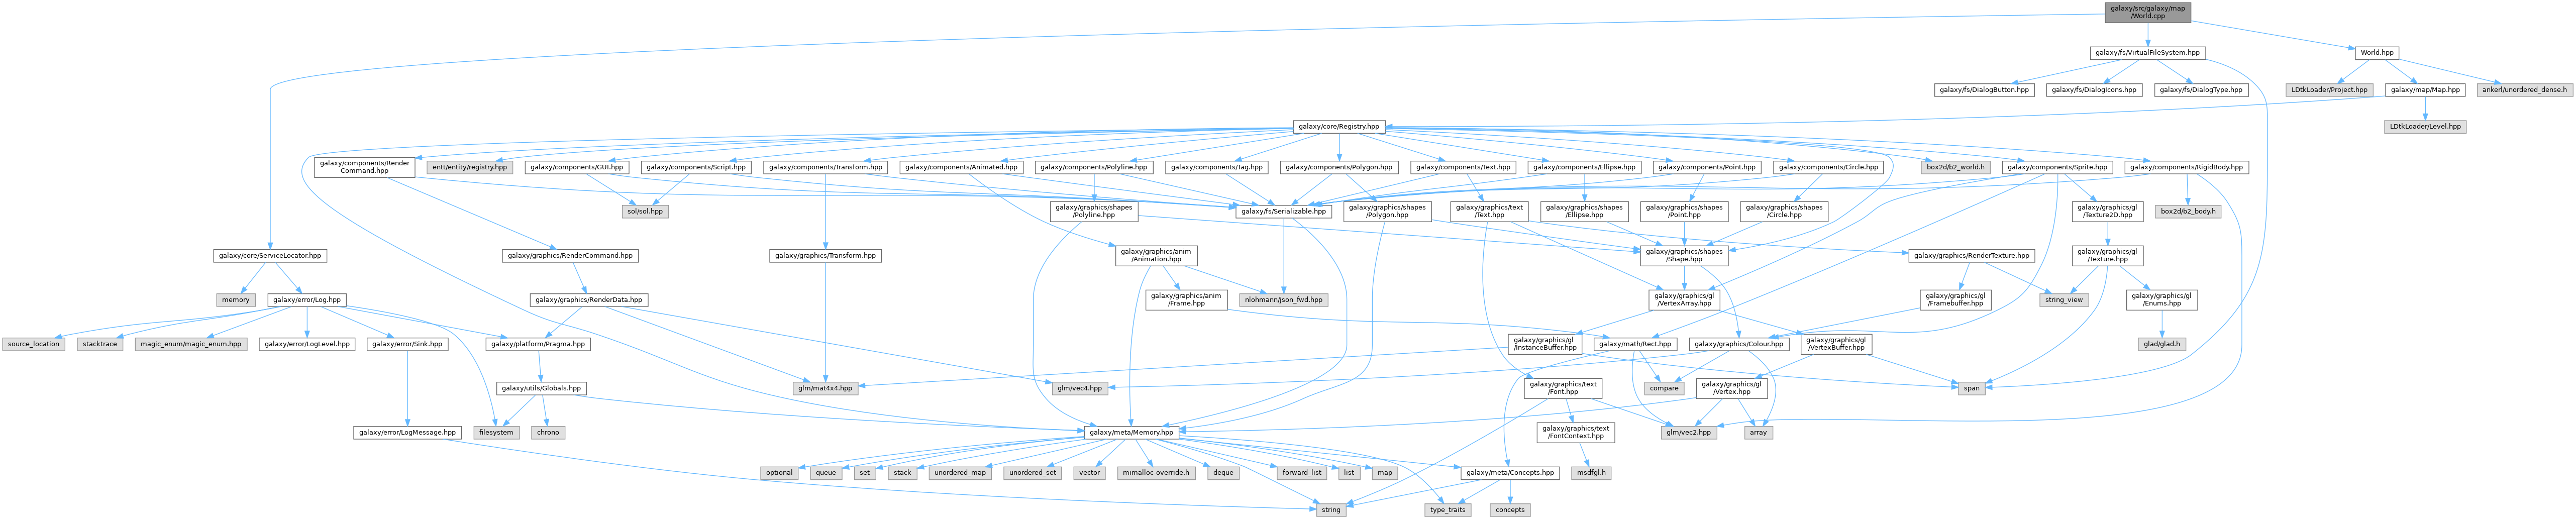 galaxy/src/galaxy/map
/World.cpp
galaxy/fs/VirtualFileSystem.hpp
World.hpp
galaxy/fs/DialogButton.hpp
galaxy/fs/DialogIcons.hpp
galaxy/fs/DialogType.hpp
LDtkLoader/Project.hpp
galaxy/map/Map.hpp
ankerl/unordered_dense.h
galaxy/core/Registry.hpp
LDtkLoader/Level.hpp
galaxy/components/Render
Command.hpp
entt/entity/registry.hpp
galaxy/components/GUI.hpp
galaxy/components/Script.hpp
galaxy/components/Transform.hpp
galaxy/components/Animated.hpp
galaxy/components/Polyline.hpp
galaxy/components/Tag.hpp
galaxy/components/Polygon.hpp
galaxy/components/Text.hpp
galaxy/components/Ellipse.hpp
galaxy/components/Point.hpp
galaxy/components/Circle.hpp
box2d/b2_world.h
galaxy/components/Sprite.hpp
galaxy/components/RigidBody.hpp
sol/sol.hpp
galaxy/graphics/shapes
/Polyline.hpp
galaxy/fs/Serializable.hpp
galaxy/graphics/shapes
/Polygon.hpp
galaxy/graphics/text
/Text.hpp
galaxy/graphics/shapes
/Ellipse.hpp
galaxy/graphics/shapes
/Point.hpp
galaxy/graphics/shapes
/Circle.hpp
galaxy/graphics/gl
/Texture2D.hpp
box2d/b2_body.h
galaxy/core/ServiceLocator.hpp
galaxy/graphics/RenderCommand.hpp
galaxy/graphics/Transform.hpp
galaxy/graphics/anim
/Animation.hpp
galaxy/graphics/shapes
/Shape.hpp
galaxy/graphics/RenderTexture.hpp
galaxy/graphics/gl
/Texture.hpp
memory
galaxy/error/Log.hpp
galaxy/graphics/RenderData.hpp
galaxy/graphics/anim
/Frame.hpp
nlohmann/json_fwd.hpp
galaxy/graphics/gl
/VertexArray.hpp
galaxy/graphics/gl
/Framebuffer.hpp
string_view
galaxy/graphics/gl
/Enums.hpp
source_location
stacktrace
magic_enum/magic_enum.hpp
galaxy/error/LogLevel.hpp
galaxy/error/Sink.hpp
galaxy/platform/Pragma.hpp
galaxy/graphics/gl
/InstanceBuffer.hpp
galaxy/math/Rect.hpp
galaxy/graphics/Colour.hpp
galaxy/graphics/gl
/VertexBuffer.hpp
glad/glad.h
galaxy/utils/Globals.hpp
glm/mat4x4.hpp
glm/vec4.hpp
galaxy/graphics/text
/Font.hpp
compare
galaxy/graphics/gl
/Vertex.hpp
span
galaxy/error/LogMessage.hpp
filesystem
chrono
galaxy/meta/Memory.hpp
galaxy/graphics/text
/FontContext.hpp
glm/vec2.hpp
array
optional
queue
set
stack
unordered_map
unordered_set
vector
mimalloc-override.h
deque
forward_list
list
map
galaxy/meta/Concepts.hpp
msdfgl.h
string
type_traits
concepts